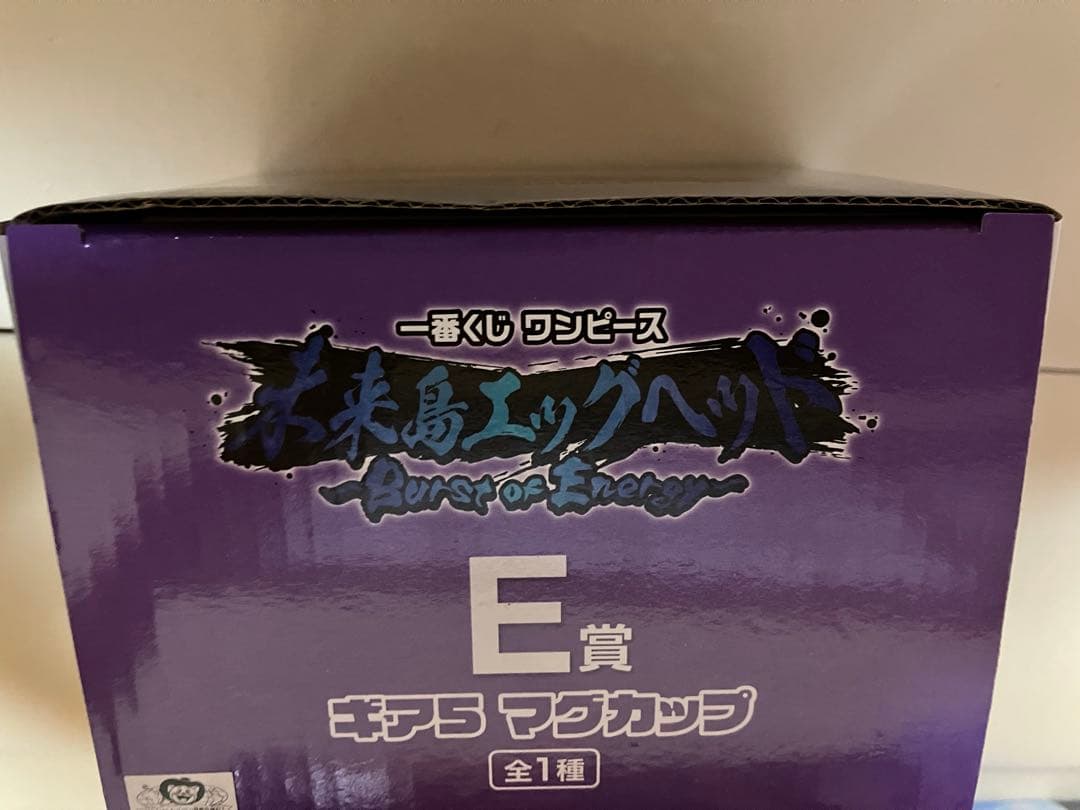 一番くじ ワンピース
未来島エッグヘッド
~Burst of Energy~
E賞
ギア5 マグカップ
全1種